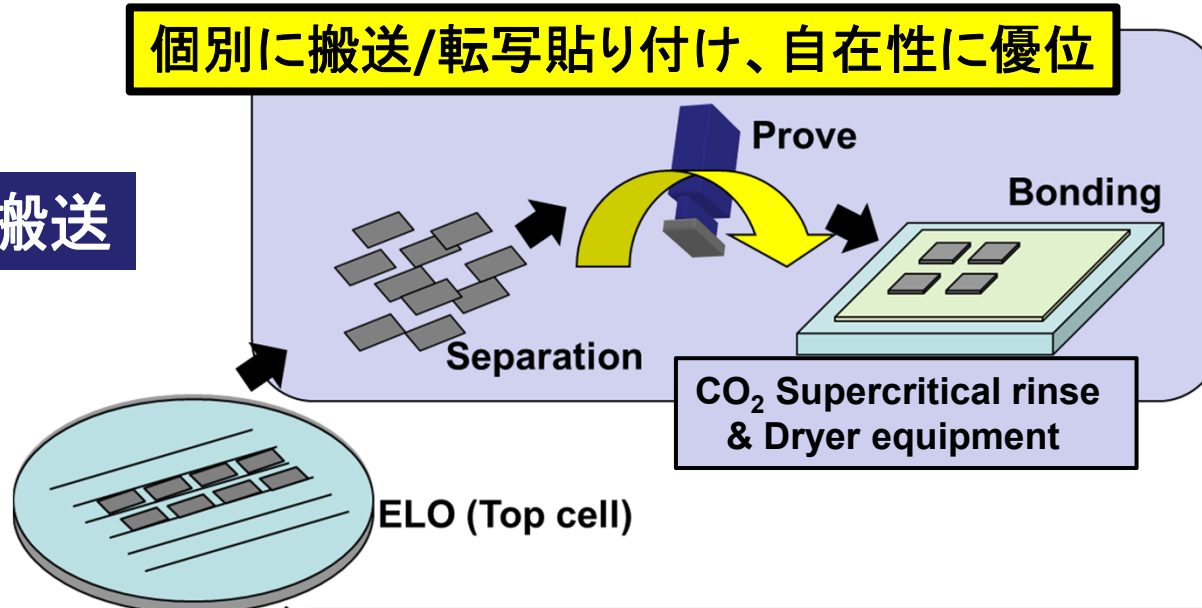 個別に搬送/転写貼り付け、自在性に優位
Prove
Bonding
搬送
Separation
CO₂ Supercritical rinse
& Dryer equipment
ELO (Top cell)